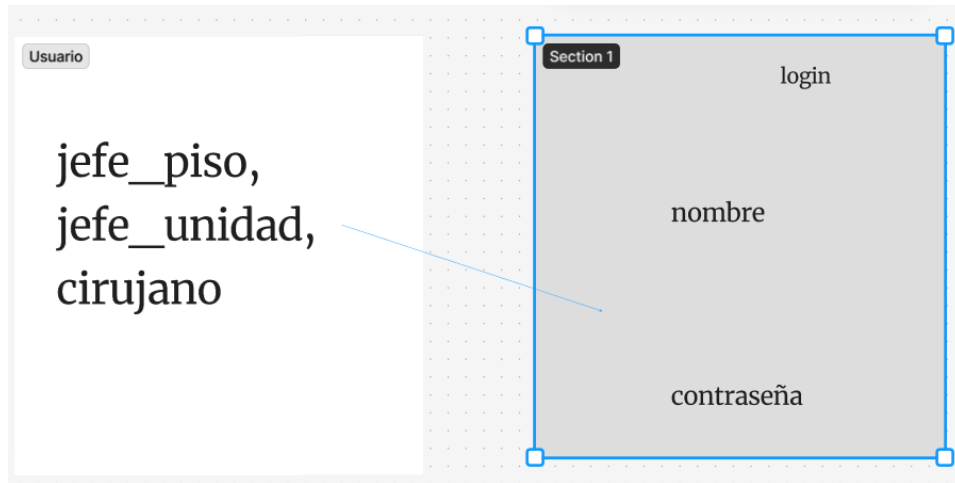 Usuario
jefe_piso,
jefe_unidad,
cirujano
Section 1
login
nombre
contraseña